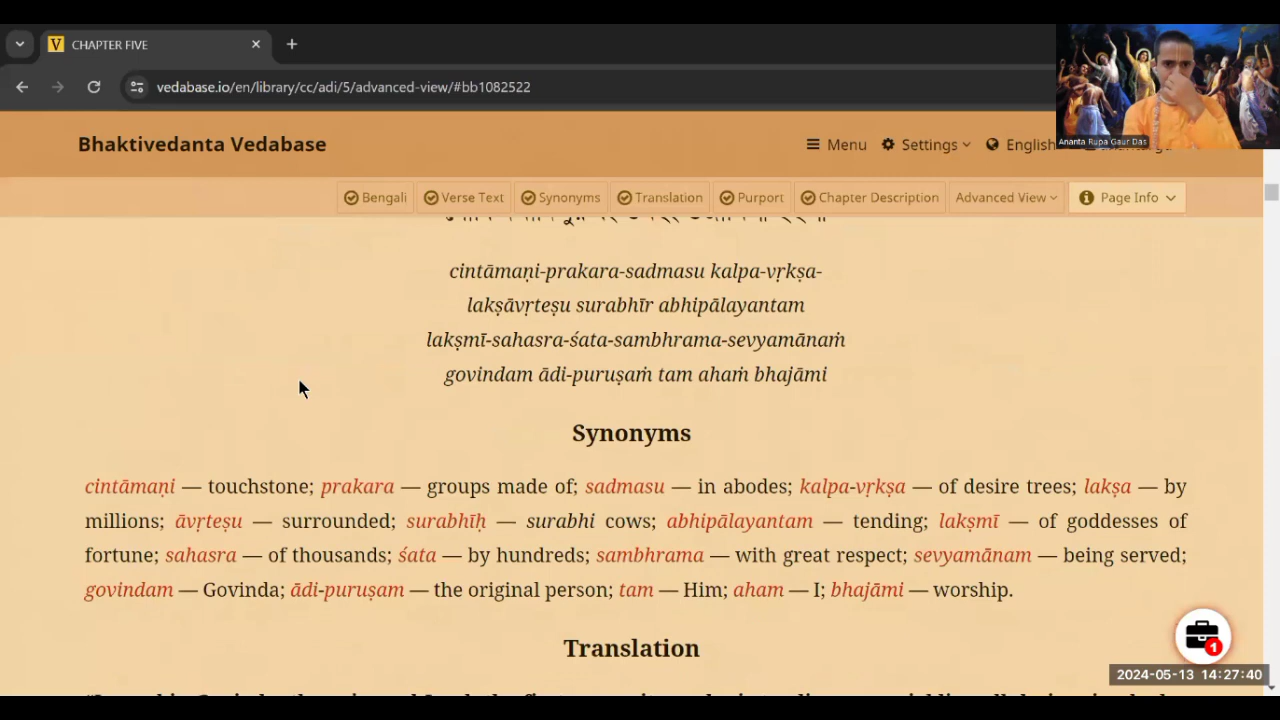 CHAPTER FIVE
vedabase.io/en/library/cc/adi/5/advanced-view/#bb1082522
Ananta Rupa Gaur Das
Bhaktivedanta Vedabase
Menu
Settings
English
Bengali
Verse Text
Synonyms
Translation
Purport
Chapter Description
Advanced View
Page Info
cintāmaṇi-prakara-sadmasu kalpa-vṛkṣa-
lakṣāvṛteṣu surabhīr abhipālayantam
lakṣmī-sahasra-śata-sambhrama-sevyamānaṁ
govindam ādi-puruṣaṁ tam ahaṁ bhajāmi
Synonyms
cintāmaṇi — touchstone; prakara — groups made of; sadmasu — in abodes; kalpa-vṛkṣa — of desire trees; lakṣa — by
millions; āvṛteṣu — surrounded; surabhīḥ — surabhi cows; abhipālayantam — tending; lakṣmī — of goddesses of
fortune; sahasra — of thousands; śata — by hundreds; sambhrama — with great respect; sevyamānam — being served;
govindam — Govinda; ādi-puruṣam — the original person; tam — Him; aham — I; bhajāmi — worship.
Translation
1
2024-05-13 14:27:40